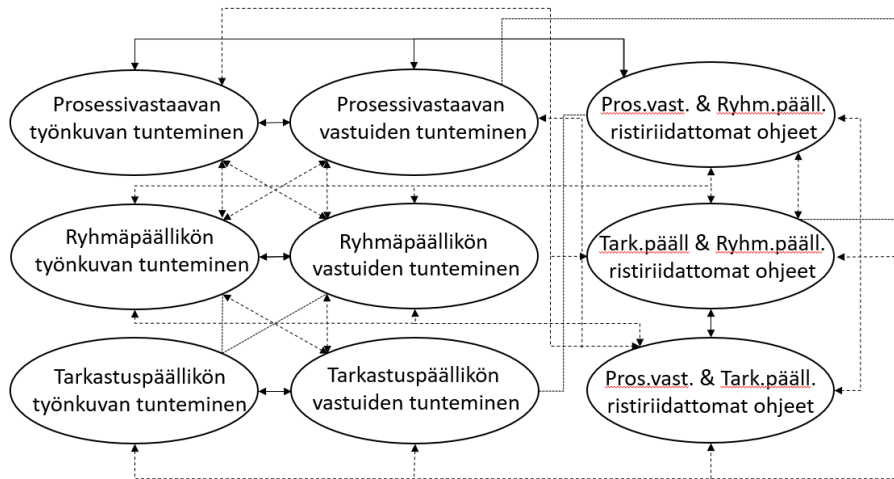 Prosessivastaavan
työnkuvan tunteminen
Prosessivastaavan
vastuiden tunteminen
Pros.vast. & Ryhm.pääll.
ristiriidattomat ohjeet
Ryhmäpäällikön
työnkuvan tunteminen
Ryhmäpäällikön
vastuiden tunteminen
Tark.pääll & Ryhm.pääll.
ristiriidattomat ohjeet
Tarkastuspäällikön
työnkuvan tunteminen
Tarkastuspäällikön
vastuiden tunteminen
Pros.vast. & Tark.pääll.
ristiriidattomat ohjeet